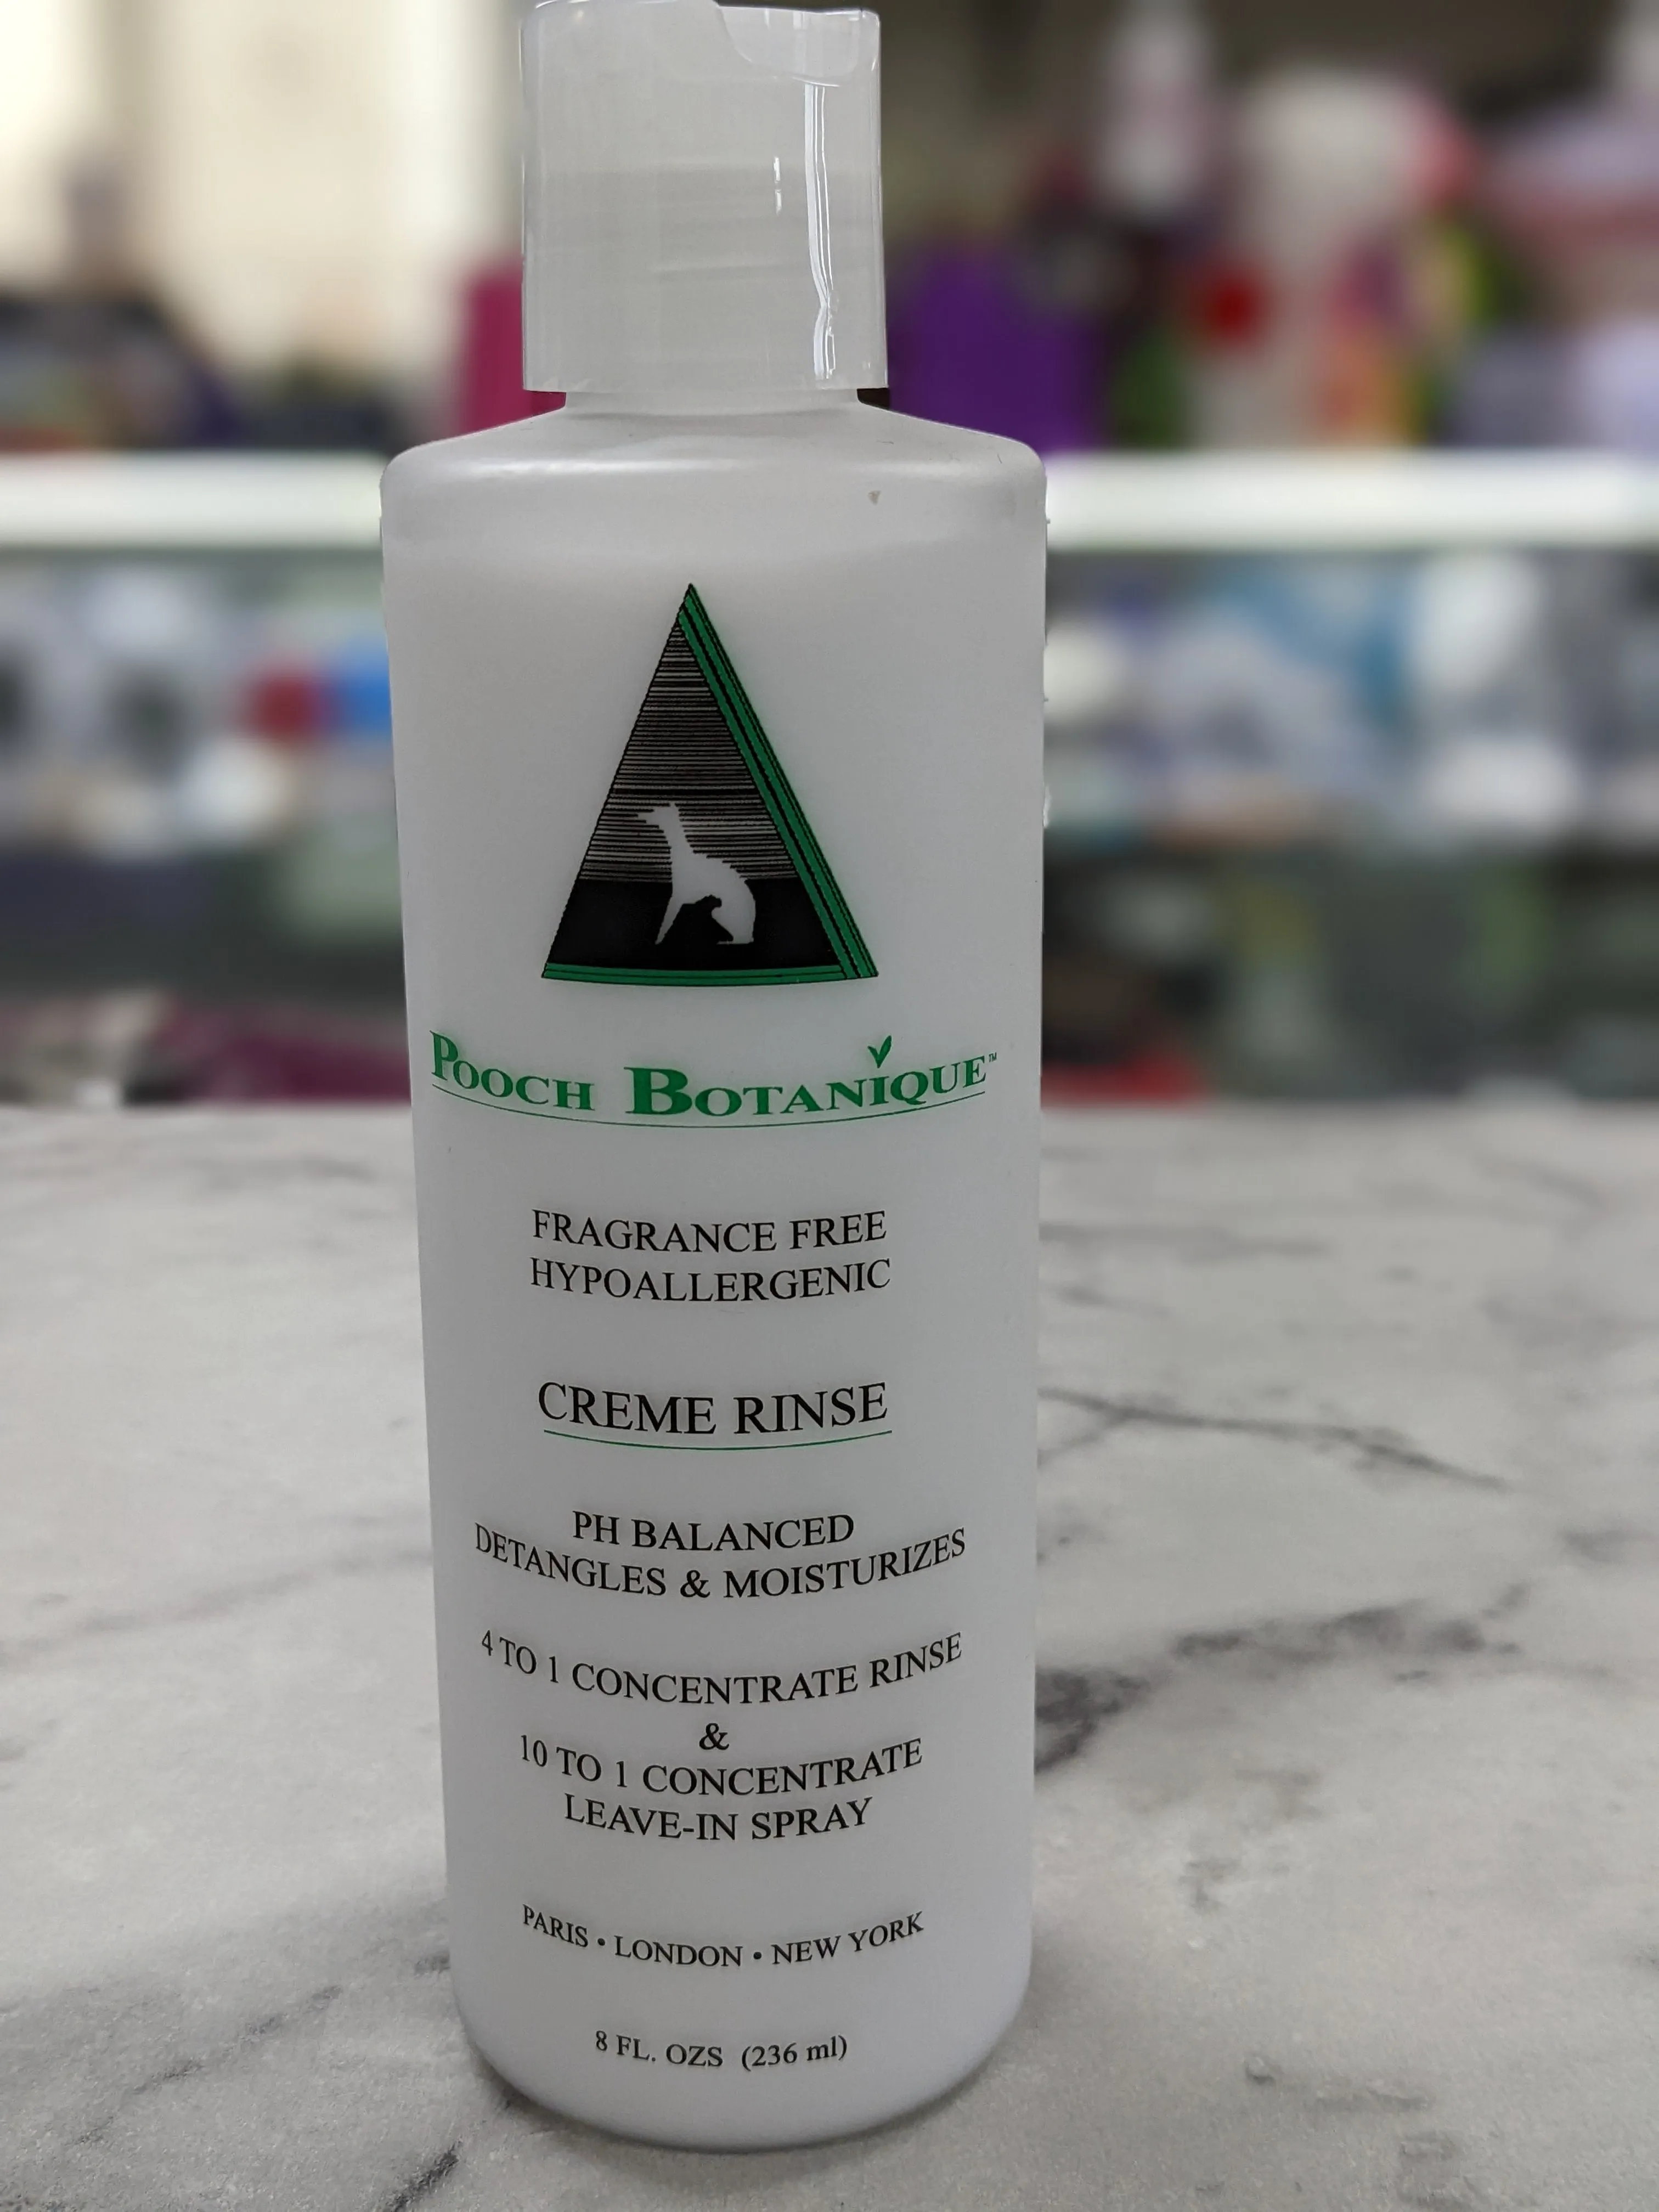 POOCH BOTANIQUE™
FRAGRANCE FREE
HYPOALLERGENIC
CREME RINSE
PH BALANCED
DETANGLES & MOISTURIZES
4 TO 1 CONCENTRATE RINSE
&
10 TO 1 CONCENTRATE
LEAVE-IN SPRAY
PARIS • LONDON • NEW YORK
8 FL. OZS (236 ml)